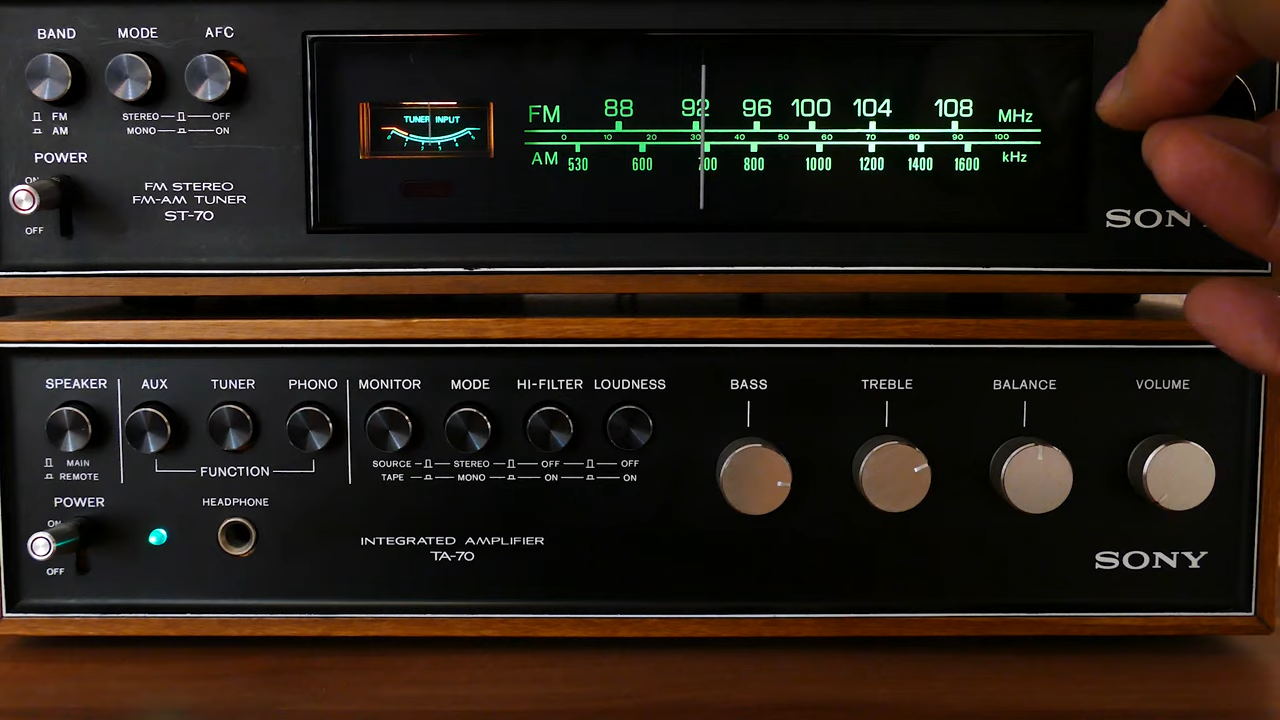 BAND MODE AFC
FM STEREO OFF
AM MONO ON
POWER
ON
OFF
FM STEREO
FM-AM TUNER
ST-70
TUNER INPUT
FM 88 92 96 100 104 108 MHz
0 10 20 30 40 50 60 70 80 90 100
AM 530 600 700 800 1000 1200 1400 1600 kHz
SON
SPEAKER AUX TUNER PHONO MONITOR MODE HI-FILTER LOUDNESS BASS TREBLE BALANCE VOLUME
MAIN SOURCE STEREO OFF OFF
REMOTE FUNCTION TAPE MONO ON ON
POWER HEADPHONE
ON
OFF
INTEGRATED AMPLIFIER
TA-70
SONY